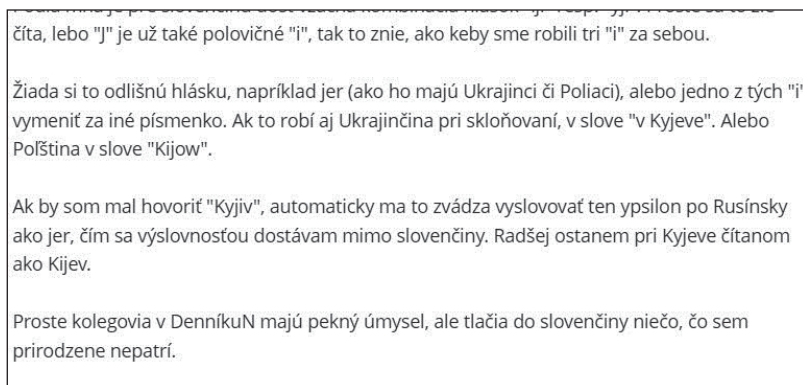 číta, lebo "J" je už také polovičné "i", tak to znie, ako keby sme robili tri "i" za sebou.
Žiada si to odlišnú hlásku, napríklad jer (ako ho majú Ukrajinci či Poliaci), alebo jedno z tých "i"
vymeniť za iné písmenko. Ak to robí aj Ukrajinčina pri skloňovaní, v slove "v Kyjeve". Alebo
Poľština v slove "Kijow".
Ak by som mal hovoriť "Kyjiv", automaticky ma to zvádza vyslovovať ten ypsilon po Rusínsky
ako jer, čím sa výslovnosťou dostávam mimo slovenčiny. Radšej ostanem pri Kyjeve čítanom
ako Kijev.
Proste kolegovia v DenníkuN majú pekný úmysel, ale tlačia do slovenčiny niečo, čo sem
prirodzene nepatrí.